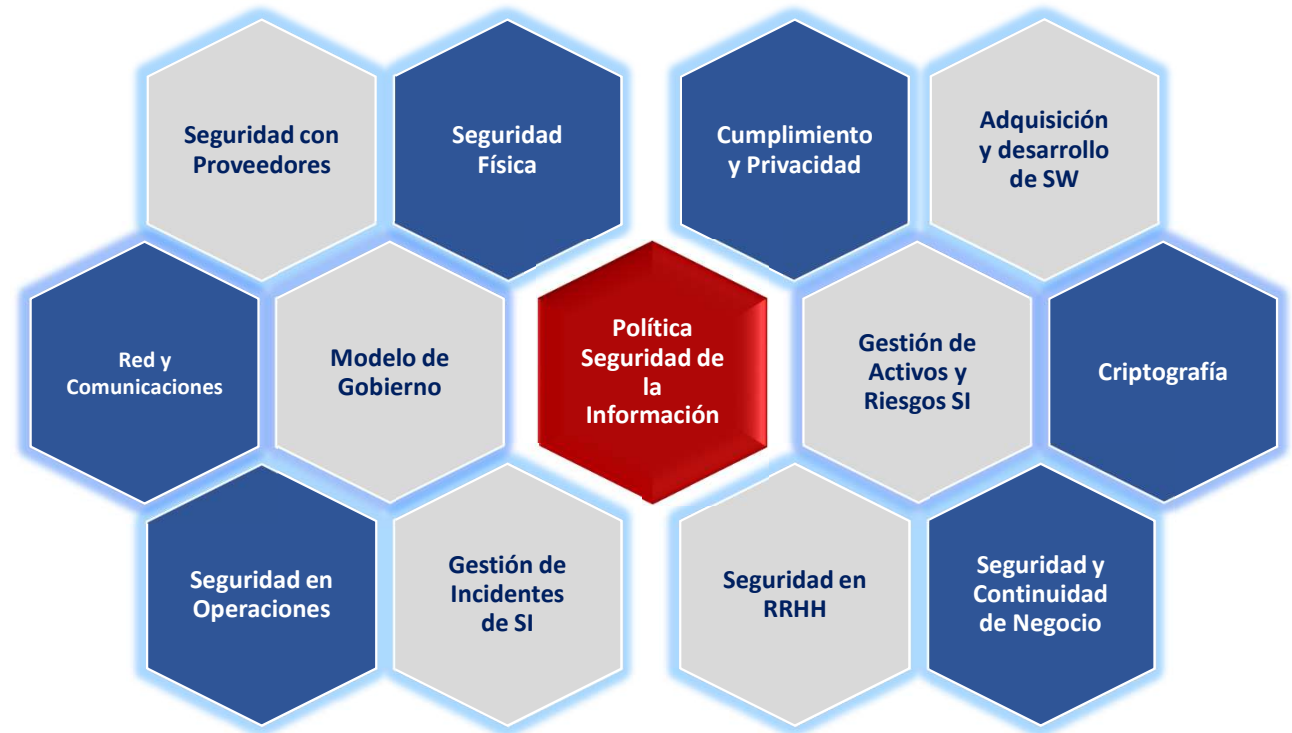 Seguridad con
Proveedores
Seguridad
Física
Cumplimiento
y Privacidad
Adquisición
y desarrollo
de SW
Red y
Comunicaciones
Modelo de
Gobierno
Política
Seguridad de
la
Información
Gestión de
Activos y
Riesgos SI
Criptografía
Seguridad en
Operaciones
Gestión de
Incidentes
de SI
Seguridad en
RRHH
Seguridad y
Continuidad
de Negocio